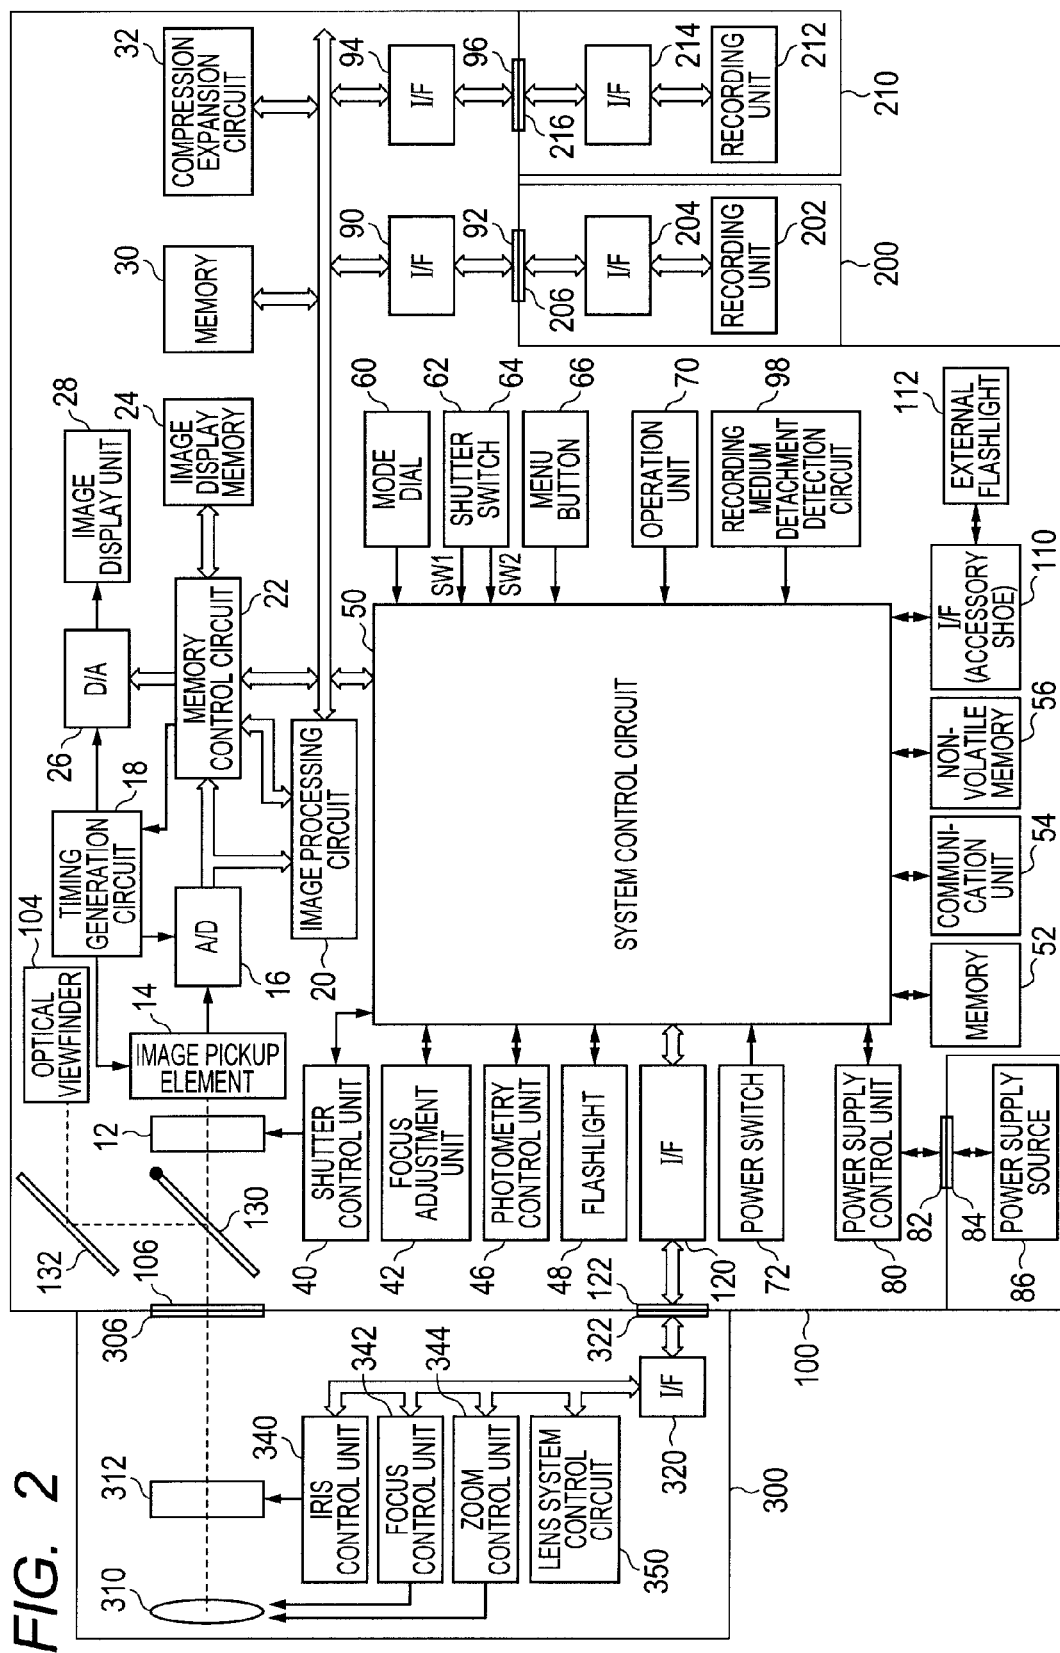 FIG. 2
310
312
306
106
132
130
12
OPTICAL
VIEWFINDER
104
IMAGE PICKUP
ELEMENT
14
TIMING
GENERATION
CIRCUIT
18
A/D
16
D/A
26
IMAGE
DISPLAY UNIT
28
MEMORY
CONTROL CIRCUIT
22
IMAGE
DISPLAY
MEMORY
24
MEMORY
30
COMPRESSION
EXPANSION
CIRCUIT
32
IMAGE PROCESSING
CIRCUIT
20
IRIS
CONTROL UNIT
340
FOCUS
CONTROL UNIT
342
ZOOM
CONTROL UNIT
344
LENS SYSTEM
CONTROL
CIRCUIT
350
I/F
320
322
122
300
100
SHUTTER
CONTROL UNIT
40
FOCUS
ADJUSTMENT
UNIT
42
PHOTOMETRY
CONTROL UNIT
46
FLASHLIGHT
48
I/F
120
POWER SWITCH
72
POWER SUPPLY
CONTROL UNIT
80
82
84
POWER SUPPLY
SOURCE
86
SYSTEM CONTROL CIRCUIT
50
MODE
DIAL
60
SHUTTER
SWITCH
62
64
SW1
SW2
MENU
BUTTON
66
OPERATION
UNIT
70
RECORDING
MEDIUM
DETACHMENT
DETECTION
CIRCUIT
98
MEMORY
52
COMMUNI-
CATION
UNIT
54
NON-
VOLATILE
MEMORY
56
I/F
(ACCESSORY
SHOE)
110
EXTERNAL
FLASHLIGHT
112
I/F
90
92
206
I/F
204
RECORDING
UNIT
202
200
I/F
94
96
216
I/F
214
RECORDING
UNIT
212
210